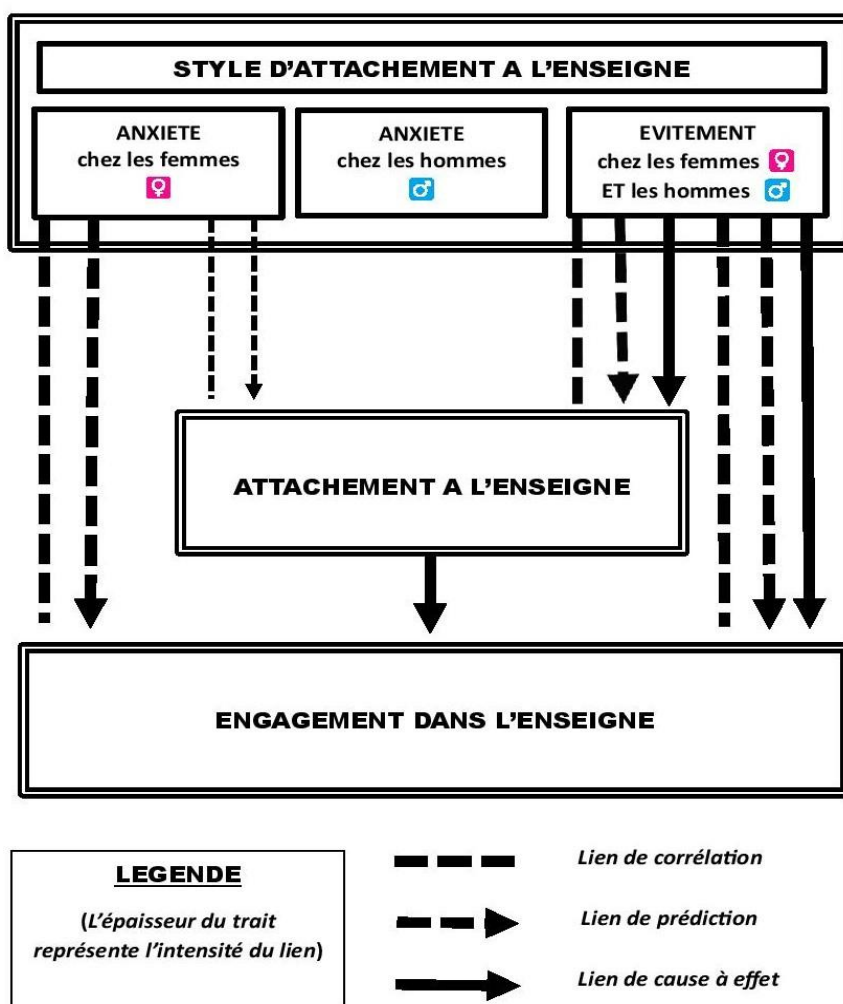 STYLE D'ATTACHEMENT A L'ENSEIGNE
ANXIETE
chez les femmes
ANXIETE
chez les hommes
EVITEMENT
chez les femmes
ET les hommes
ATTACHEMENT A L'ENSEIGNE
ENGAGEMENT DANS L'ENSEIGNE
LEGENDE
(L'épaisseur du trait
représente l'intensité du lien)
Lien de corrélation
Lien de prédiction
Lien de cause à effet